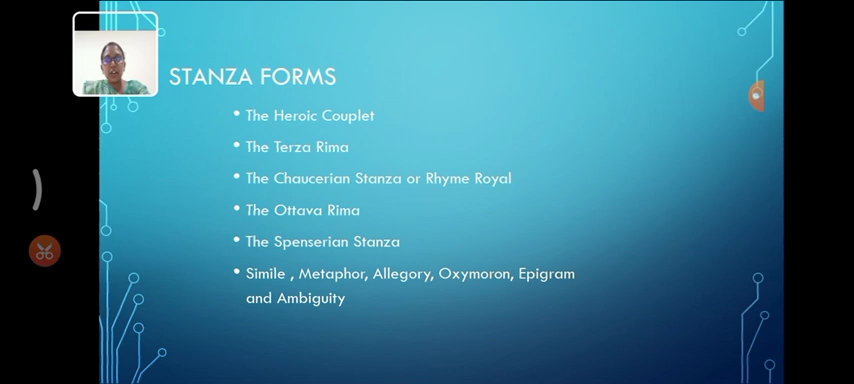 STANZA FORMS
• The Heroic Couplet
• The Terza Rima
• The Chaucerian Stanza or Rhyme Royal
• The Ottava Rima
• The Spenserian Stanza
• Simile , Metaphor, Allegory, Oxymoron, Epigram
and Ambiguity